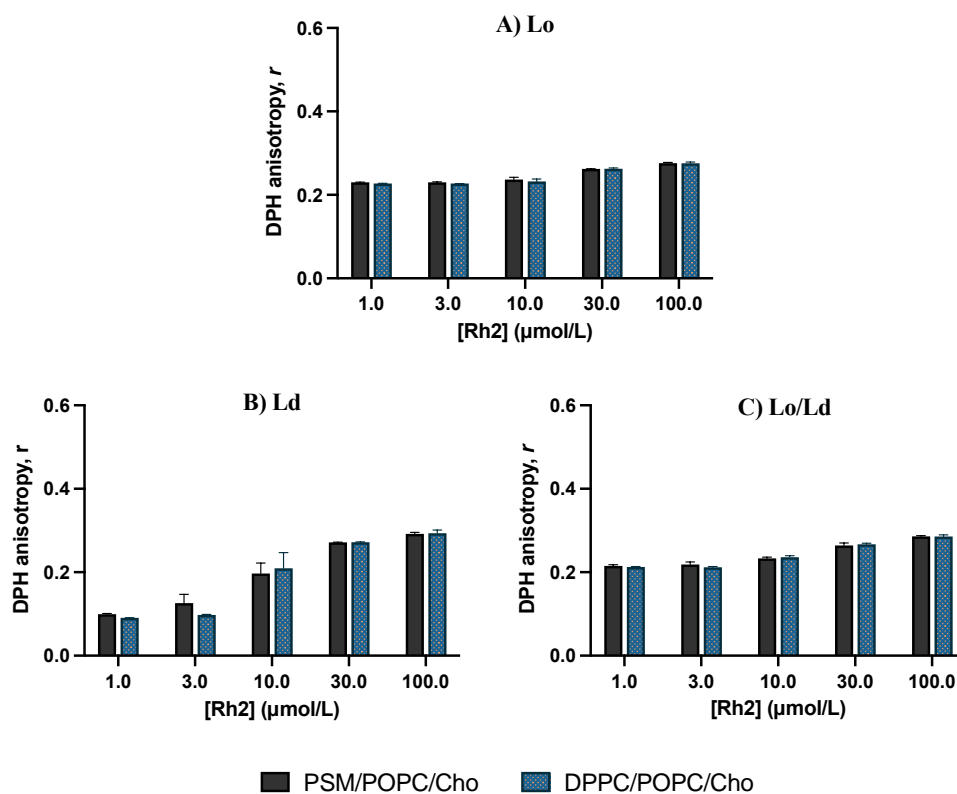 A) Lo
DPH anisotropy, r
0.6
0.4
0.2
0.0
1.0 3.0 10.0 30.0 100.0
[Rh2] (µmol/L)
B) Ld
DPH anisotropy, r
0.6
0.4
0.2
0.0
1.0 3.0 10.0 30.0 100.0
[Rh2] (µmol/L)
C) Lo/Ld
DPH anisotropy, r
0.6
0.4
0.2
0.0
1.0 3.0 10.0 30.0 100.0
[Rh2] (µmol/L)
PSM/POPC/Cho DPPC/POPC/Cho